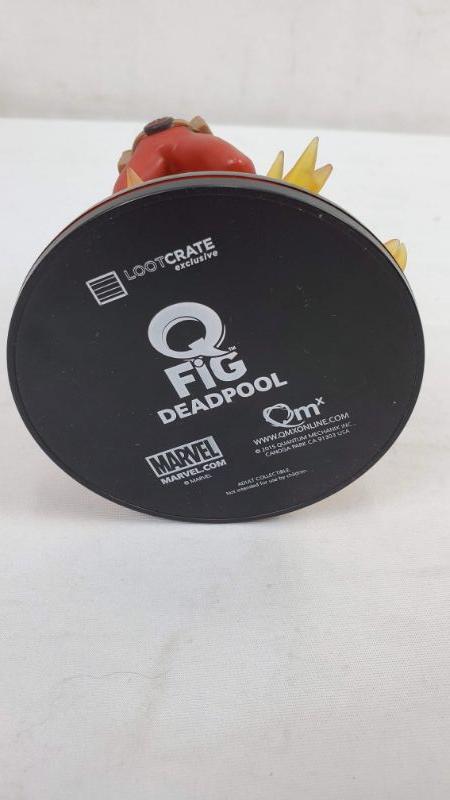 LOOTCRATE
exclusive
Q
FiG™
DEADPOOL
Qmx
WWW.QMXONLINE.COM
© 2015 QUANTUM MECHANIX INC.
CANOGA PARK CA 91303 USA
MARVEL
MARVEL.COM
© MARVEL
ADULT COLLECTIBLE
Not intended for use by children